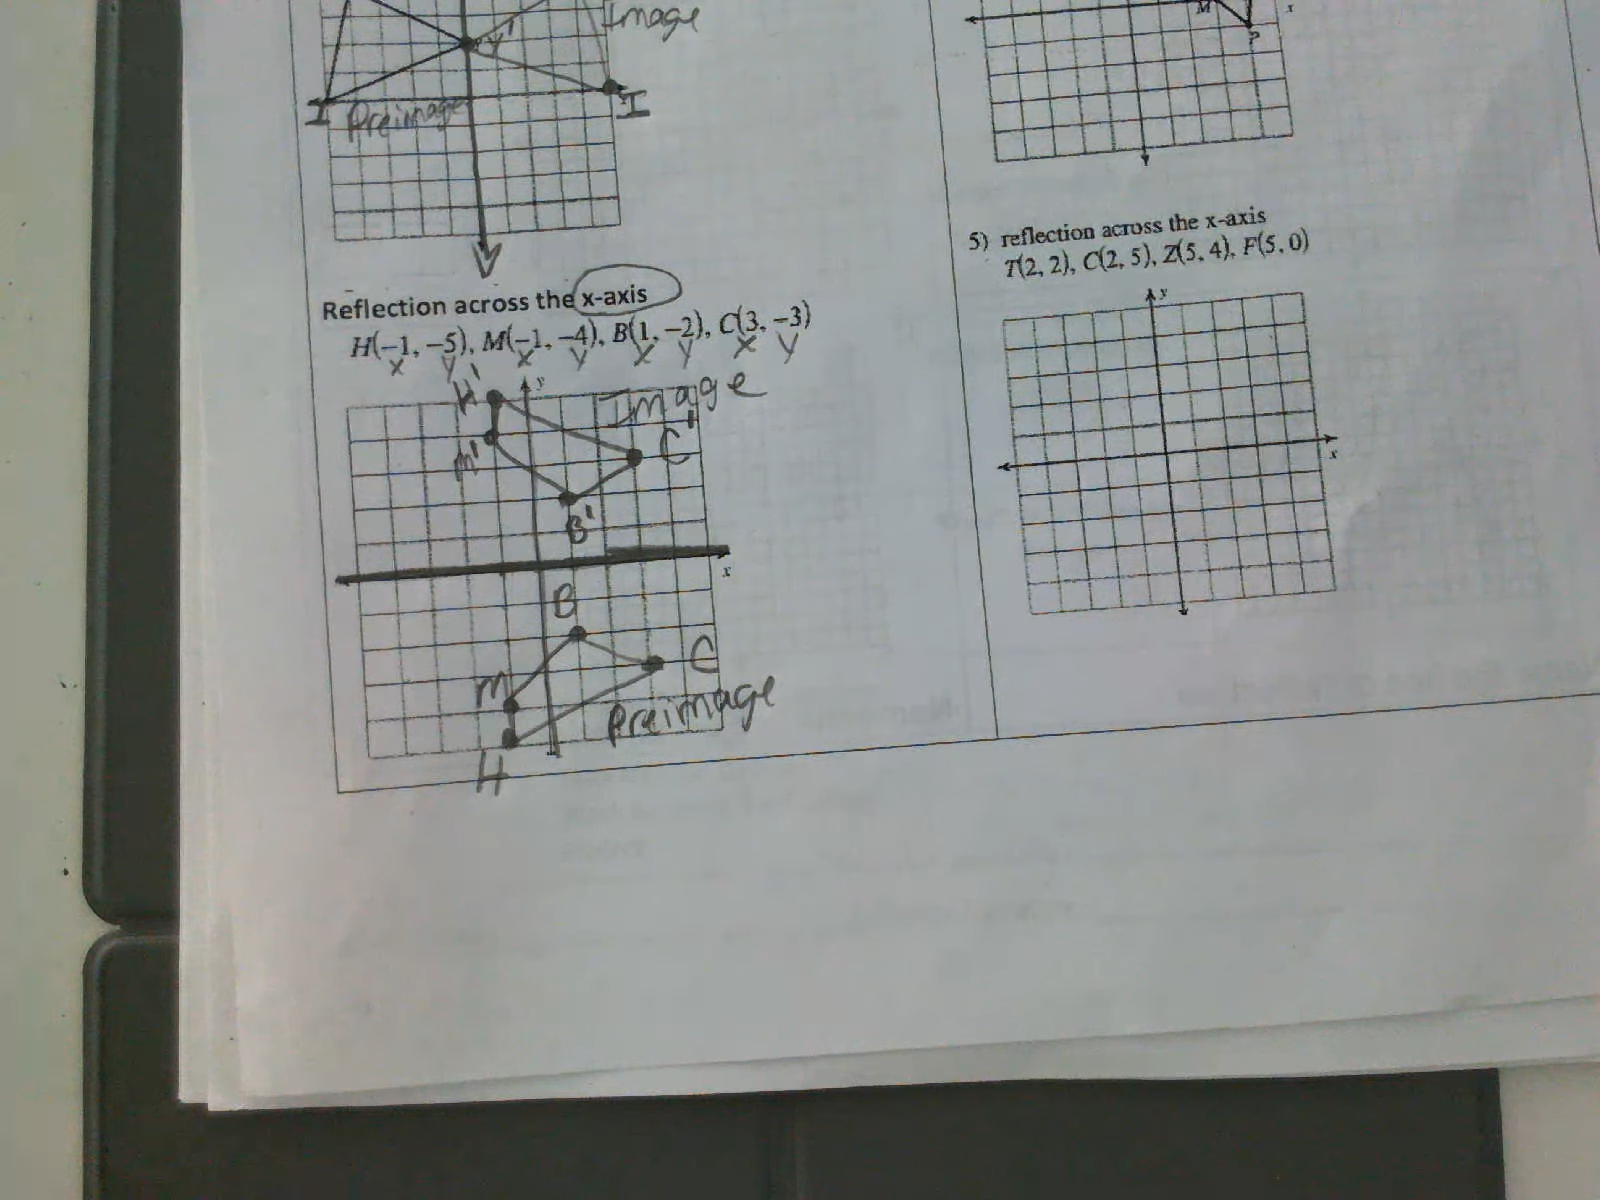 Image
Y'
I
Preimage
I
Reflection across the x-axis
H(−1, −5), M(−1, −4), B(1, −2), C(3, −3)
x y x y x y x y
H' y Image
M' C'
B'
x
B
M C
Preimage
H
M
P
x
5) reflection across the x-axis
T(2, 2), C(2, 5), Z(5, 4), F(5, 0)
y
x